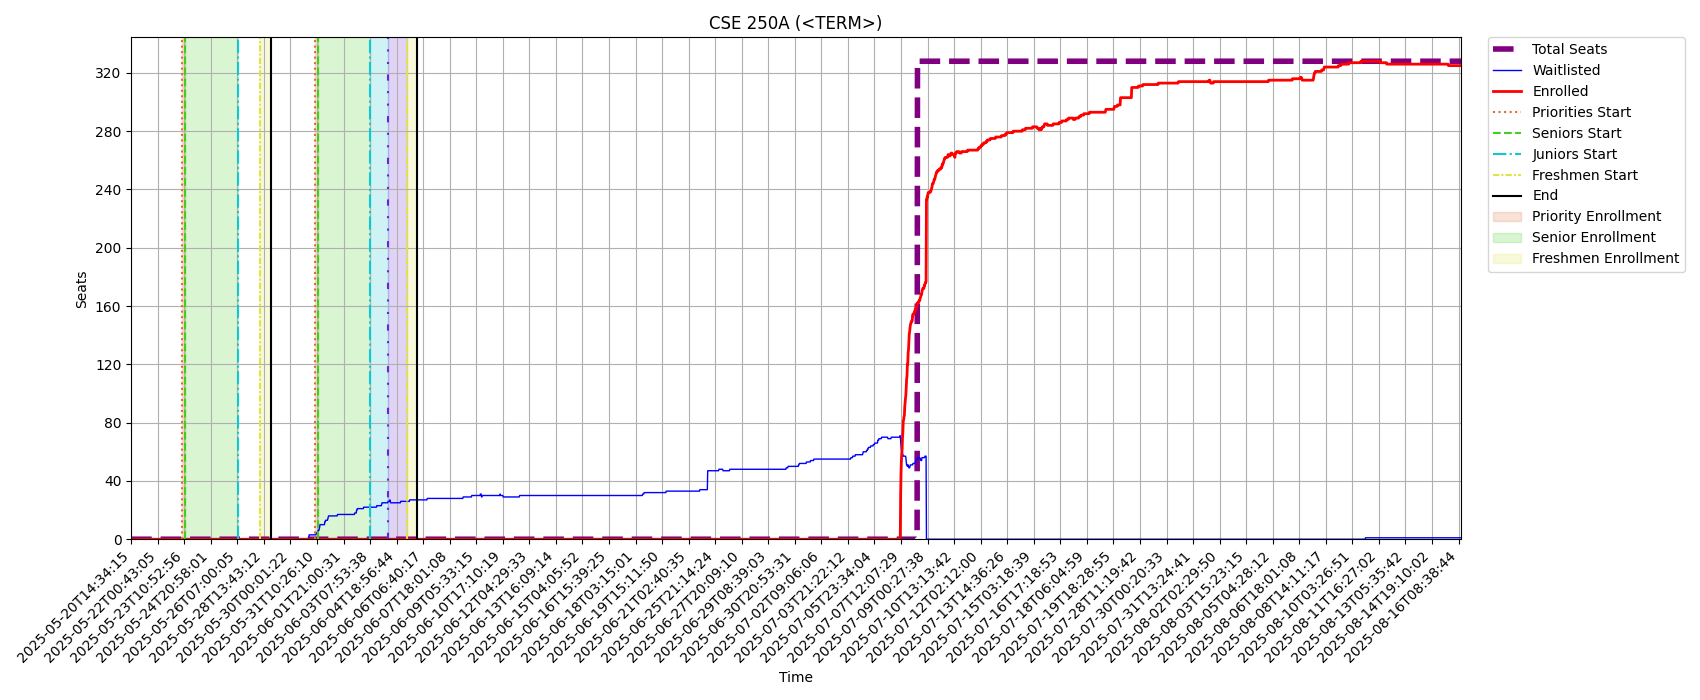 CSE 250A (<TERM>)
Total Seats
Waitlisted
Enrolled
Priorities Start
Seniors Start
Juniors Start
Freshmen Start
End
Priority Enrollment
Senior Enrollment
Freshmen Enrollment
Seats
320
280
240
200
160
120
80
40
0
2025-05-20T14:34:15
2025-05-22T00:43:05
2025-05-23T10:52:56
2025-05-24T20:58:01
2025-05-26T07:00:05
2025-05-28T13:43:12
2025-05-30T00:01:22
2025-05-31T10:26:10
2025-06-01T21:00:31
2025-06-03T07:53:38
2025-06-04T18:56:44
2025-06-06T06:40:17
2025-06-07T18:01:08
2025-06-09T05:33:15
2025-06-10T17:10:19
2025-06-12T04:29:33
2025-06-13T16:09:14
2025-06-15T04:05:52
2025-06-16T15:39:25
2025-06-18T03:15:01
2025-06-19T15:11:50
2025-06-21T02:40:35
2025-06-25T21:14:24
2025-06-27T20:09:10
2025-06-29T08:39:03
2025-06-30T20:53:31
2025-07-02T09:06:06
2025-07-03T21:22:12
2025-07-05T23:34:04
2025-07-07T12:07:29
2025-07-09T00:27:38
2025-07-10T13:13:42
2025-07-12T02:12:00
2025-07-13T14:36:26
2025-07-15T03:18:39
2025-07-16T17:18:53
2025-07-18T06:04:59
2025-07-19T18:28:55
2025-07-28T11:19:42
2025-07-30T00:20:33
2025-07-31T13:24:41
2025-08-02T02:29:50
2025-08-03T15:23:15
2025-08-05T04:28:12
2025-08-06T18:01:08
2025-08-08T14:11:17
2025-08-10T03:26:51
2025-08-11T16:27:02
2025-08-13T05:35:42
2025-08-14T19:10:02
2025-08-16T08:38:44
Time